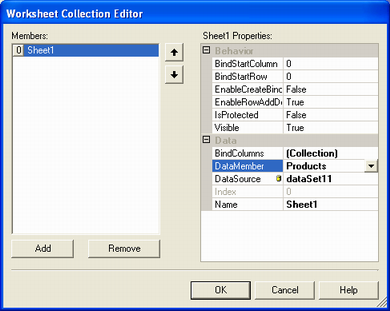 Worksheet Collection Editor
Members:
0 Sheet1
Add
Remove
Sheet1 Properties:
Behavior
BindStartColumn 0
BindStartRow 0
EnableCreateBind False
EnableRowAddDe True
IsProtected False
Visible True
Data
BindColumns (Collection)
DataMember Products
DataSource dataSet11
Index 0
Name Sheet1
OK
Cancel
Help